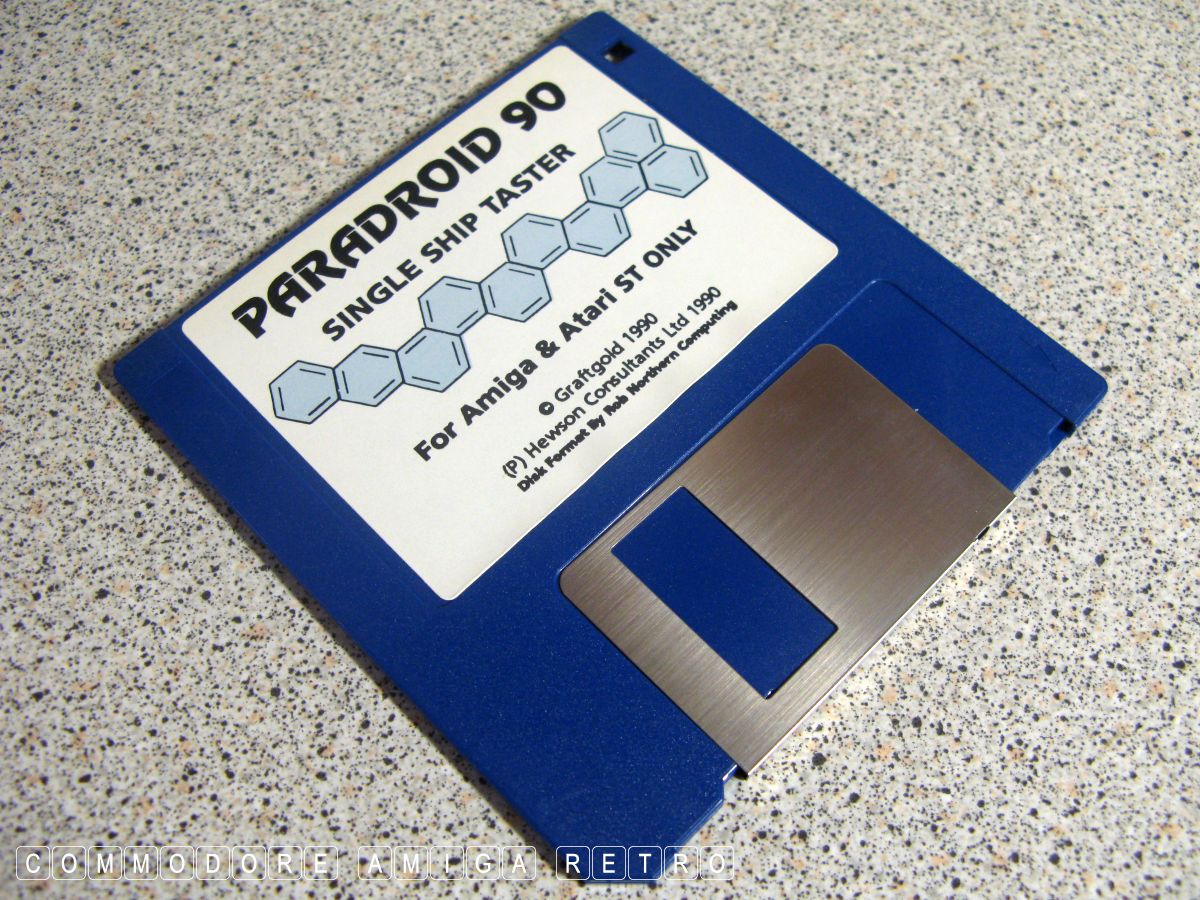 PARADROID 90
SINGLE SHIP TASTER
For Amiga & Atari ST ONLY
© Graftgold 1990
(P) Hewson Consultants Ltd 1990
Disk Format By Rob Northern Computing
COMMODORE AMIGA RETRO